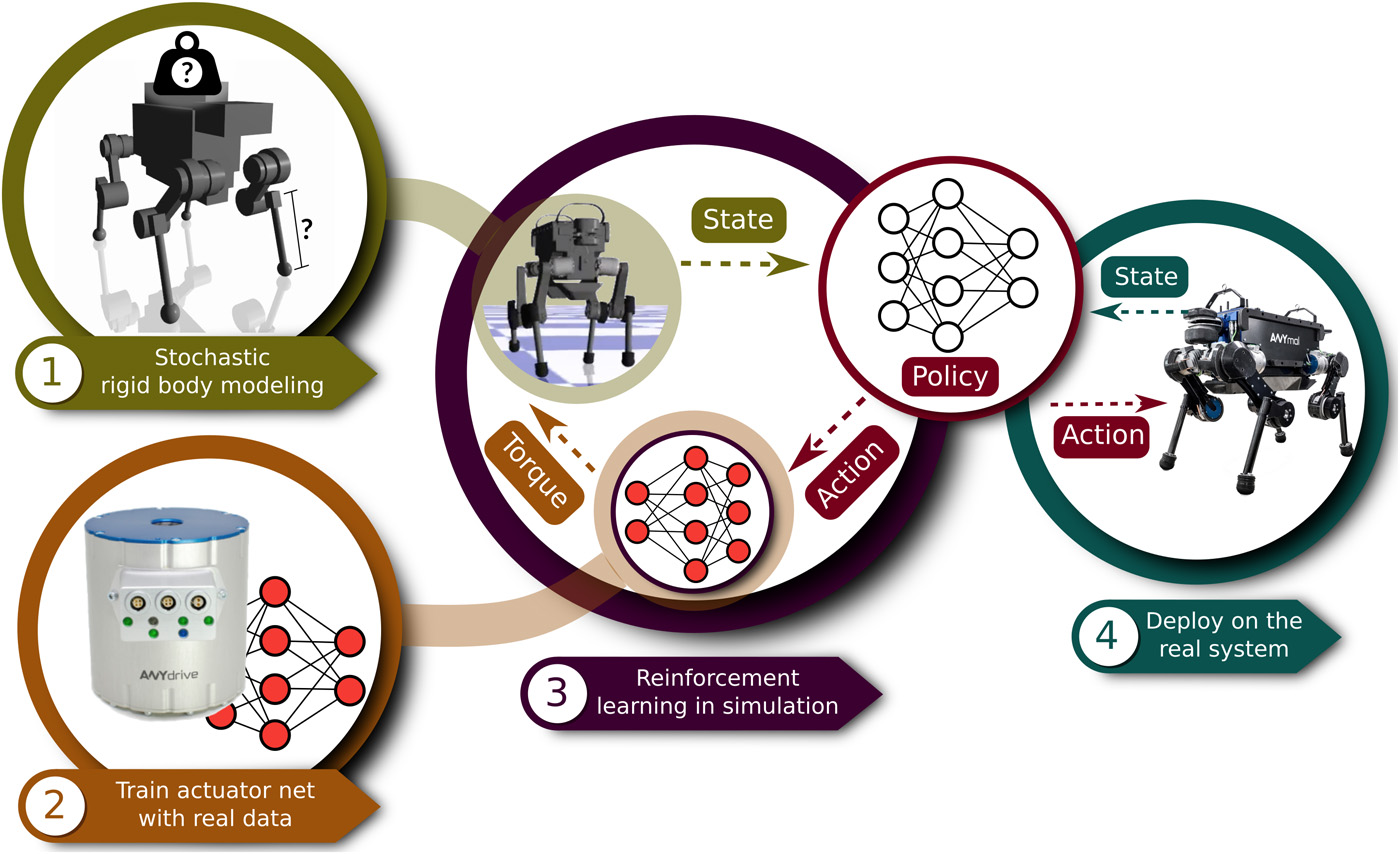 ?
?
1
Stochastic
rigid body modeling
ANYdrive
2
Train actuator net
with real data
State
Policy
Action
Torque
3
Reinforcement
learning in simulation
State
ANYmal
Action
4
Deploy on the
real system